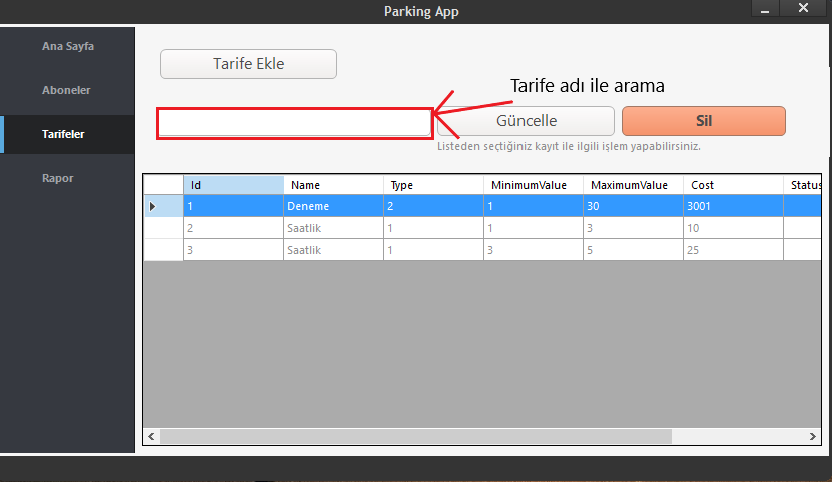 Parking App
Ana Sayfa
Aboneler
Tarifeler
Rapor
Tarife Ekle
Tarife adı ile arama
Güncelle
Sil
Listeden seçtiğiniz kayıt ile ilgili işlem yapabilirsiniz.
Id Name Type MinimumValue MaximumValue Cost Status
1 Deneme 2 1 30 3001
2 Saatlik 1 1 3 10
3 Saatlik 1 3 5 25